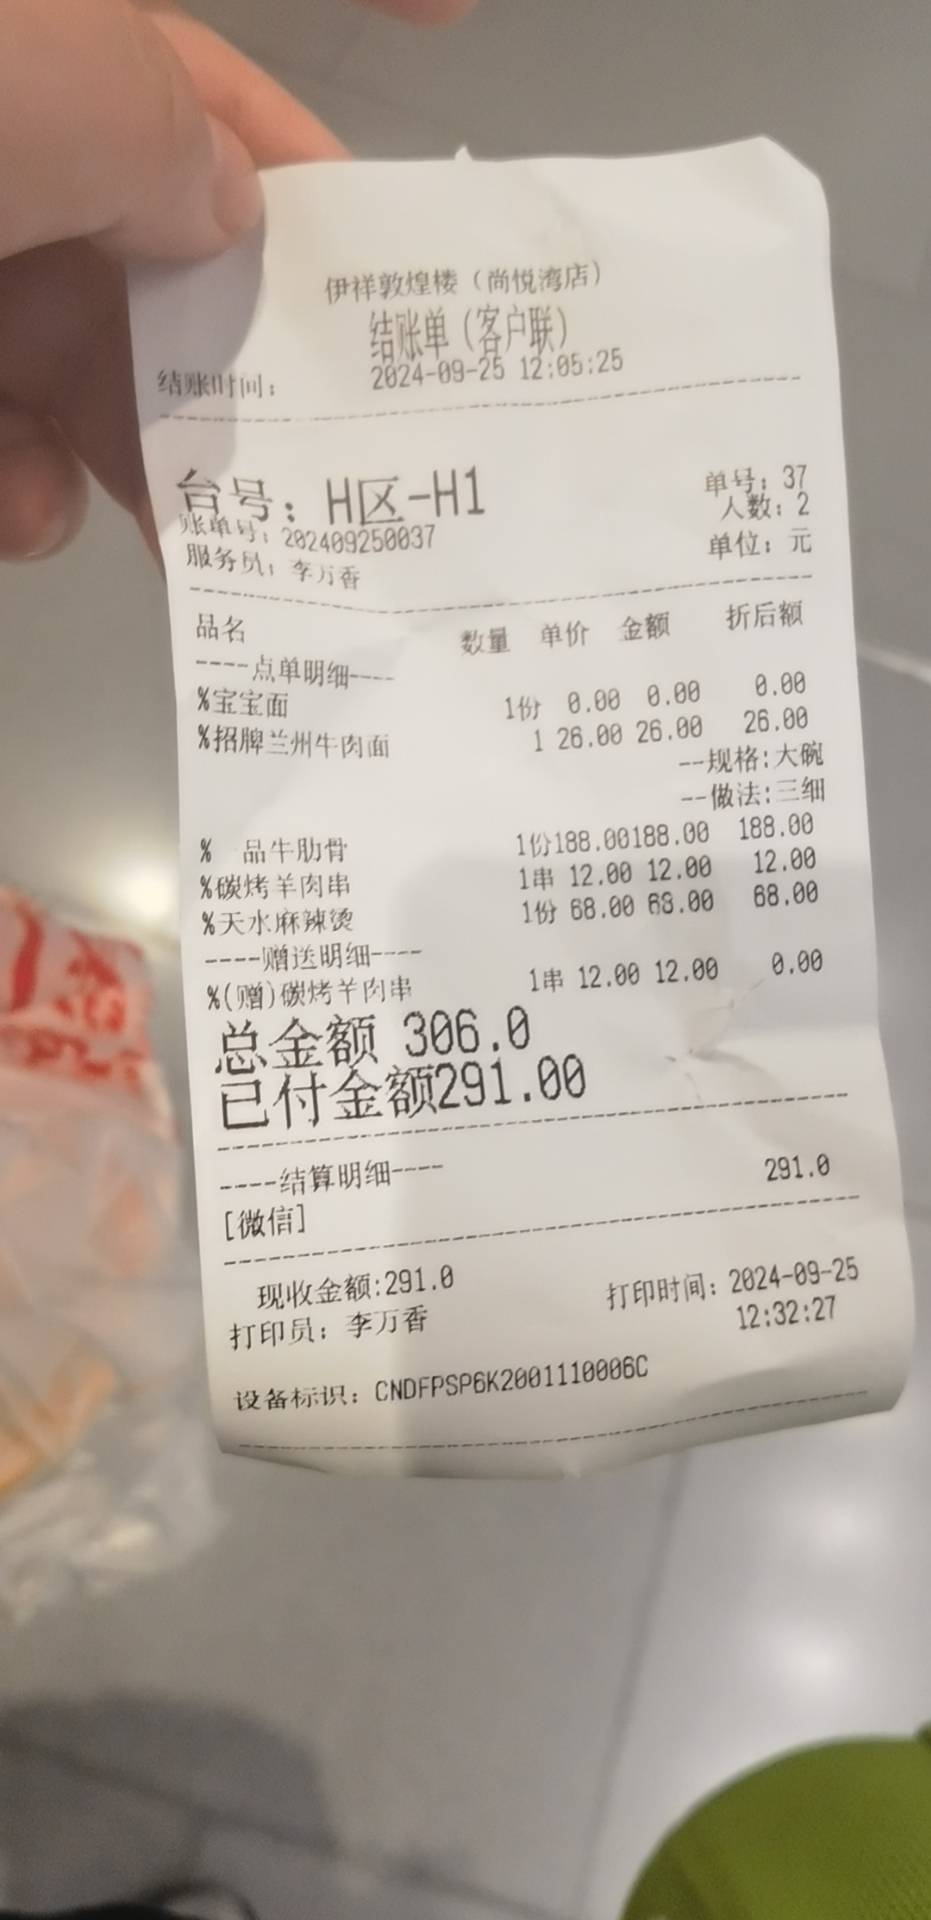 伊祥敦煌楼（尚悦湾店）
结账单（客户联）
结账时间： 2024-09-25 12:05:25
台号：H区-H1 单号：37
账单号：202409250037 人数：2
服务员：李万香 单位：元
品名 数量 单价 金额 折后额
----点单明细----
%宝宝面 1份 0.00 0.00 0.00
%招牌兰州牛肉面 1 26.00 26.00 26.00
--规格:大碗
--做法:三细
% 品牛肋骨 1份188.00188.00 188.00
%碳烤羊肉串 1串 12.00 12.00 12.00
%天水麻辣烫 1份 68.00 68.00 68.00
----赠送明细----
%(赠)碳烤羊肉串 1串 12.00 12.00 0.00
总金额 306.0
已付金额291.00
----结算明细----
[微信] 291.0
现收金额:291.0 打印时间：2024-09-25
打印员：李万香 12:32:27
设备标识：CNDFPSP6K2001110006C